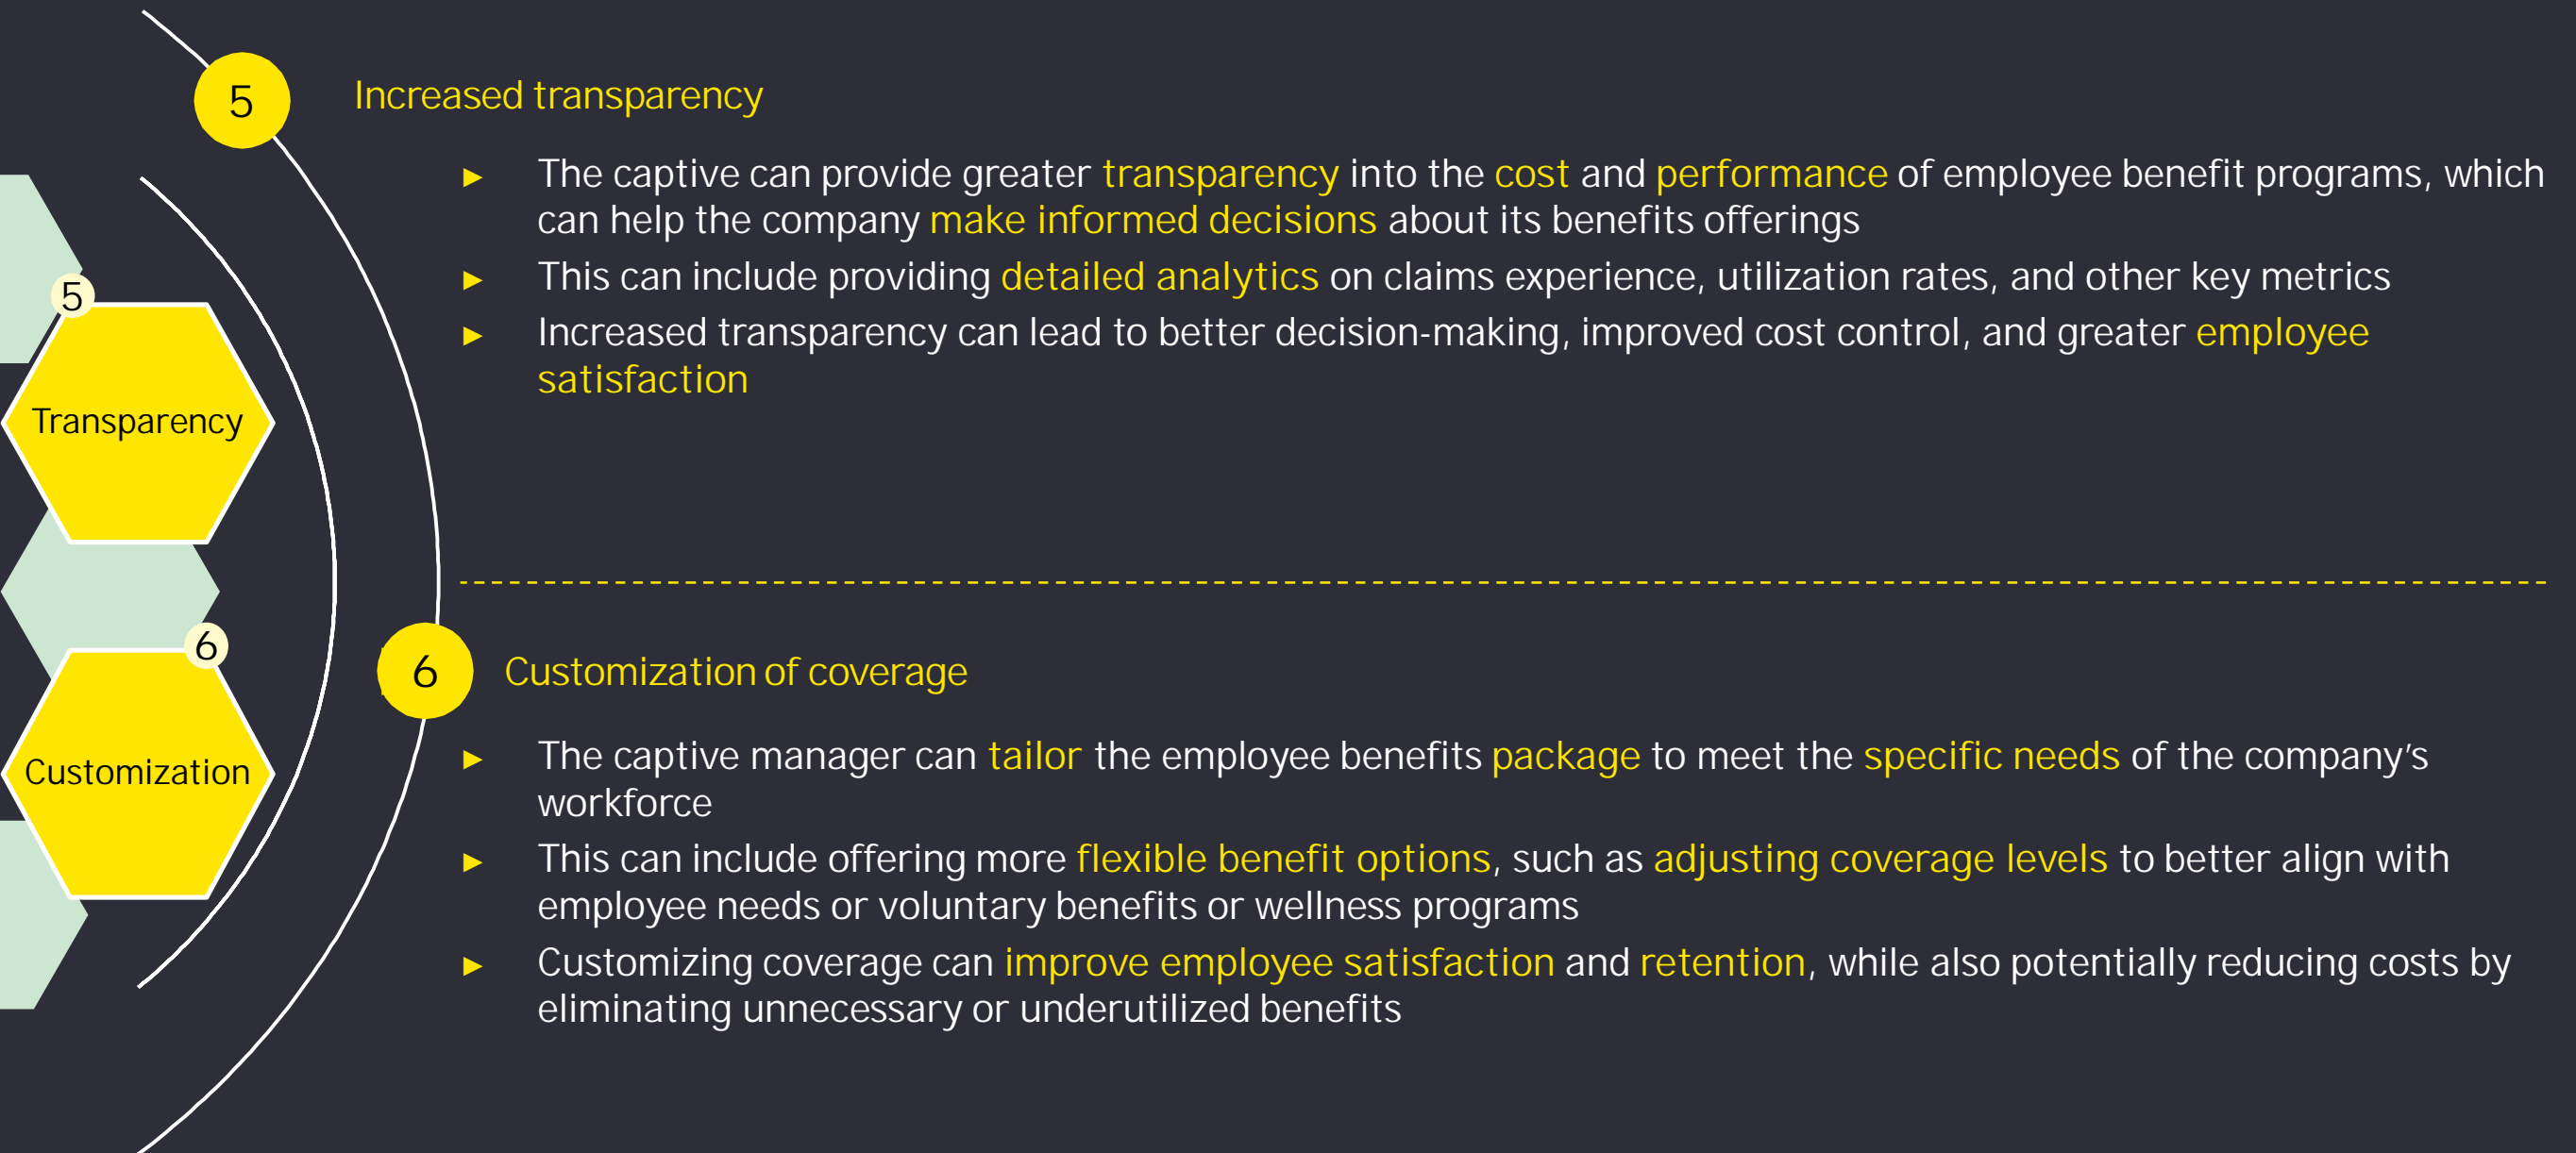 5
Increased transparency
► The captive can provide greater transparency into the cost and performance of employee benefit programs, which
can help the company make informed decisions about its benefits offerings
► This can include providing detailed analytics on claims experience, utilization rates, and other key metrics
► Increased transparency can lead to better decision-making, improved cost control, and greater employee
satisfaction
5
Transparency
6
Customization
6
Customization of coverage
► The captive manager can tailor the employee benefits package to meet the specific needs of the company’s
workforce
► This can include offering more flexible benefit options, such as adjusting coverage levels to better align with
employee needs or voluntary benefits or wellness programs
► Customizing coverage can improve employee satisfaction and retention, while also potentially reducing costs by
eliminating unnecessary or underutilized benefits